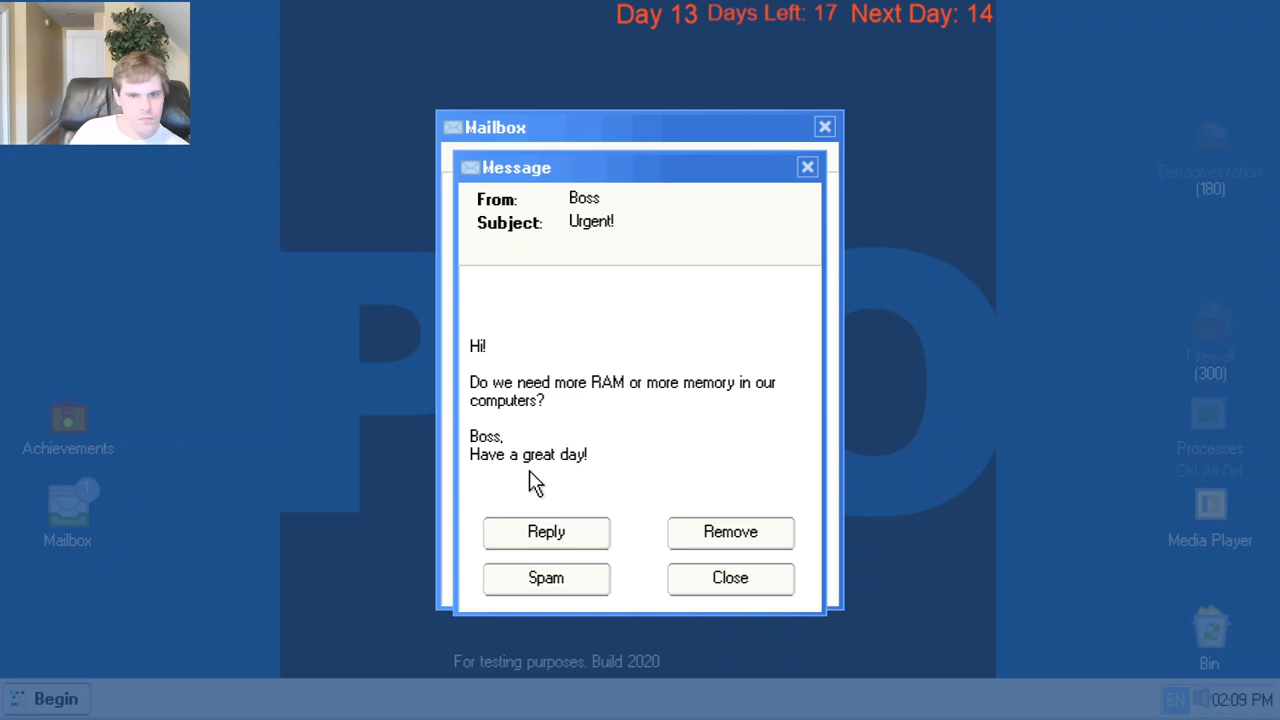 Day 13 Days Left: 17 Next Day: 14
Mailbox
Message
From: Boss
Subject: Urgent!
Hi!
Do we need more RAM or more memory in our
computers?
Boss,
Have a great day!
Reply Remove
Spam Close
Achievements
1
Mailbox
Defragmentation
(180)
Firewall
(300)
Processes
Ctrl Alt Del
Media Player
Bin
For testing purposes. Build 2020
Begin
EN 02:09 PM